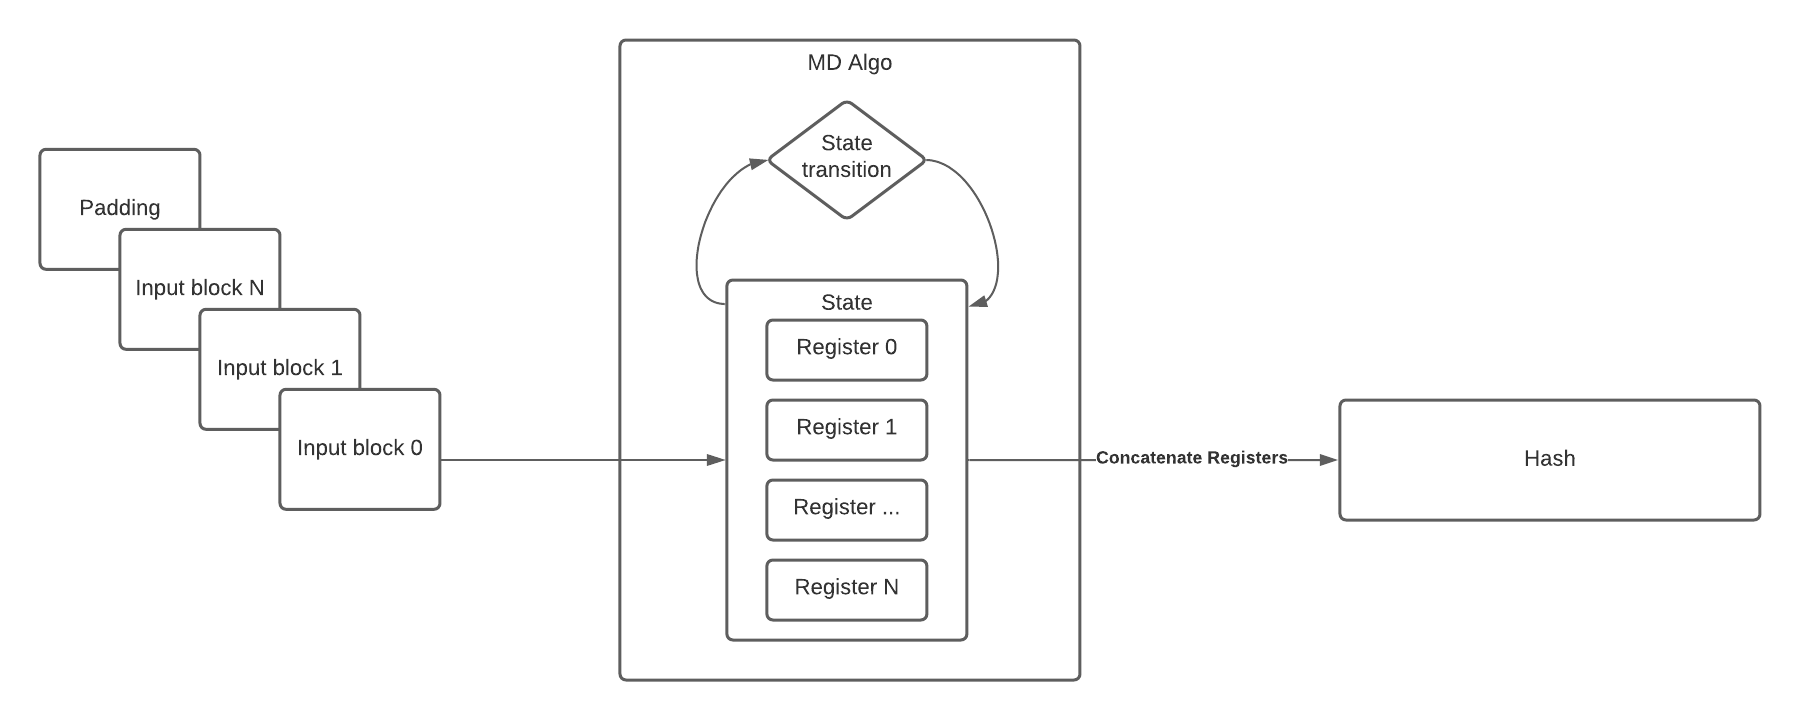 MD Algo
State
transition
Padding
Input block N
Input block 1
Input block 0
State
Register 0
Register 1
Register ...
Register N
Concatenate Registers
Hash